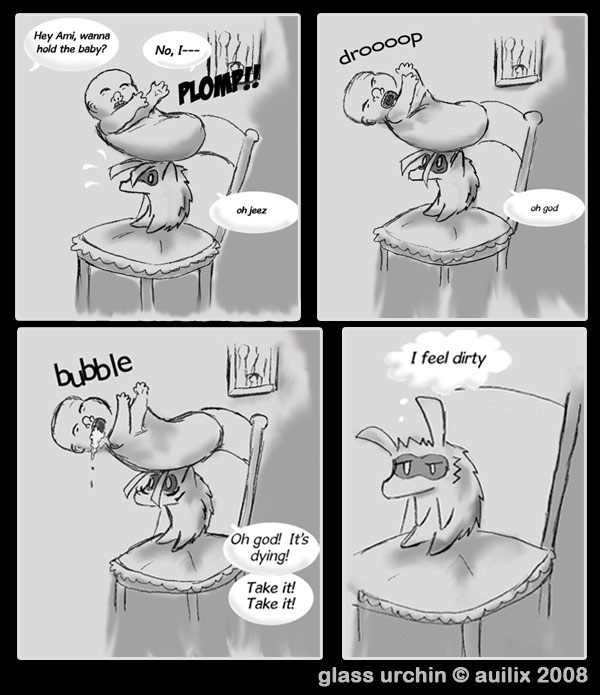 Hey Ami, wanna
hold the baby?
No, I---
PLOMP!!
oh jeez
droooop
oh god
bubble
Oh god! It's
dying!
Take it!
Take it!
I feel dirty
glass urchin © auilix 2008